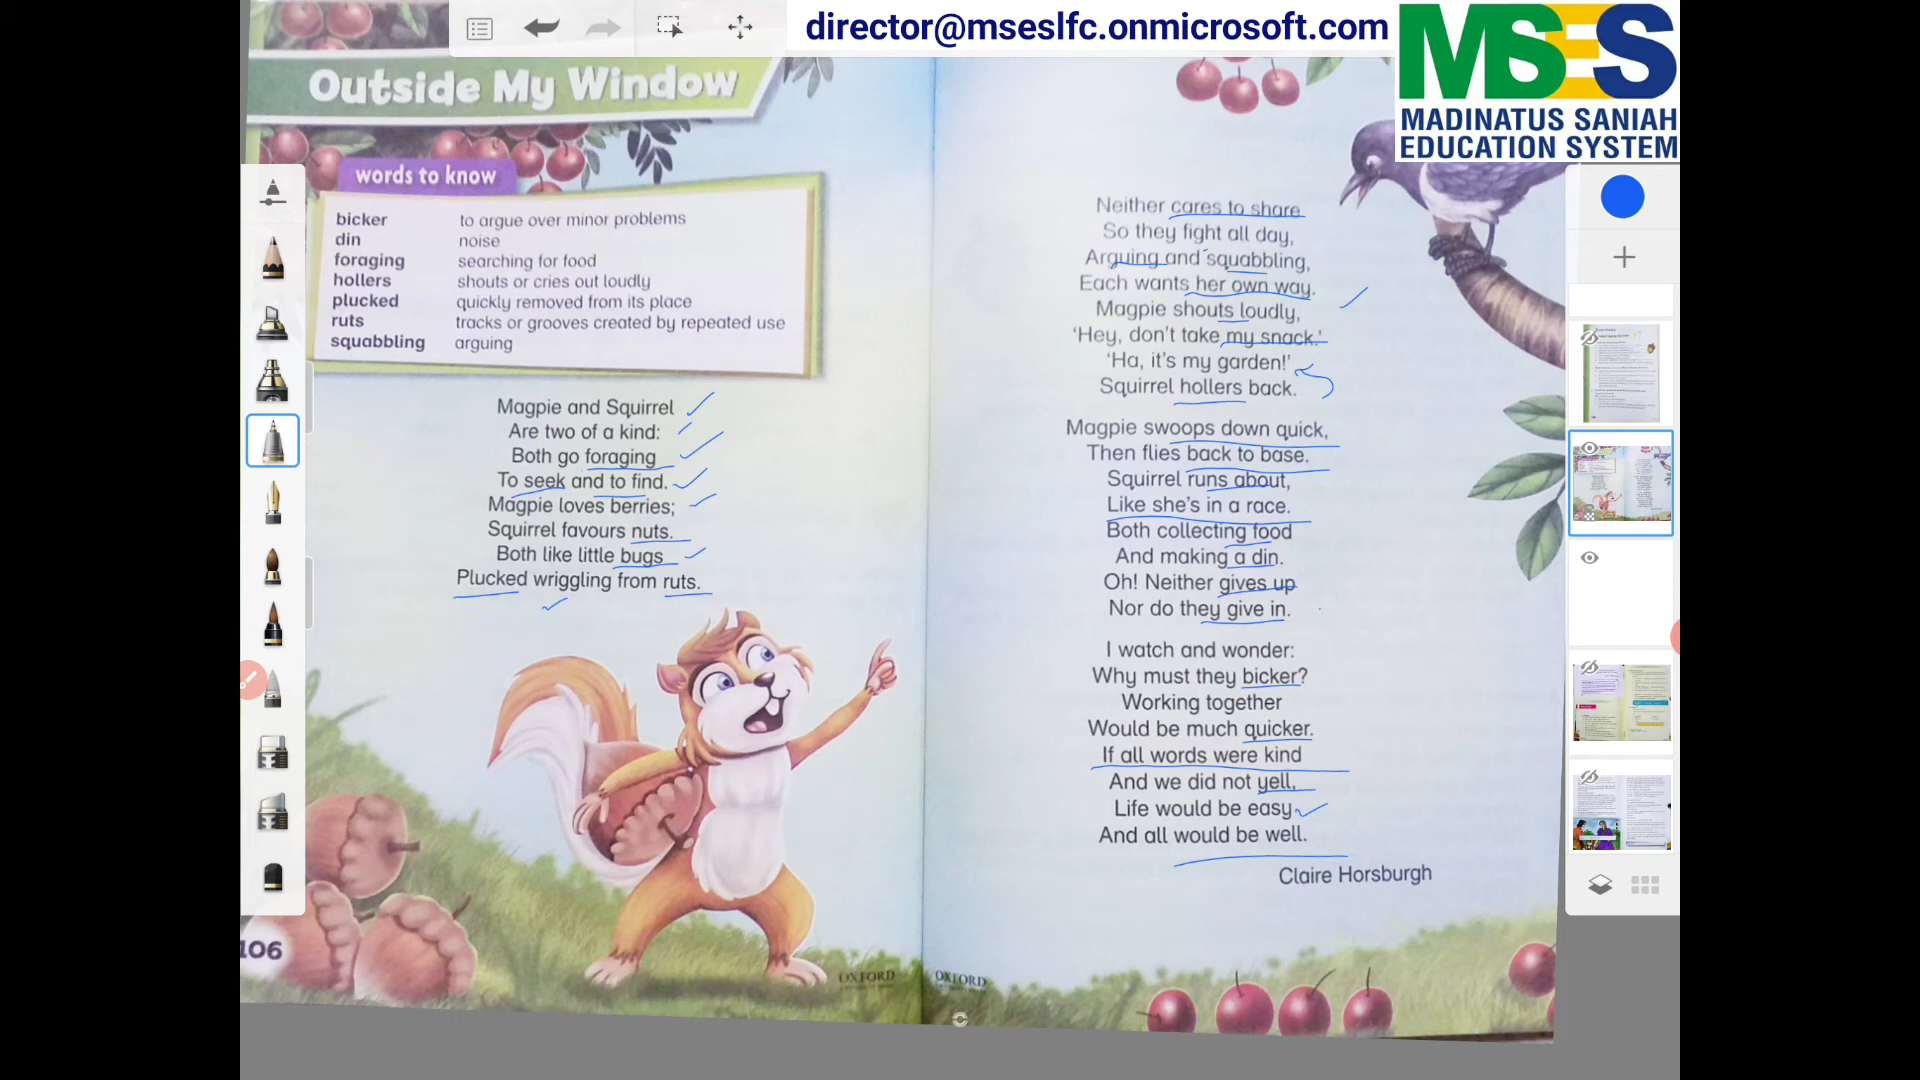 director@mseslfc.onmicrosoft.com
MSES
MADINATUS SANIAH
EDUCATION SYSTEM
Outside My Window
words to know
bicker to argue over minor problems
din noise
foraging searching for food
hollers shouts or cries out loudly
plucked quickly removed from its place
ruts tracks or grooves created by repeated use
squabbling arguing
Magpie and Squirrel
Are two of a kind:
Both go foraging
To seek and to find.
Magpie loves berries;
Squirrel favours nuts.
Both like little bugs
Plucked wriggling from ruts.
106
OXFORD
Neither cares to share
So they fight all day,
Arguing and squabbling,
Each wants her own way.
Magpie shouts loudly,
‘Hey, don’t take my snack.’
‘Ha, it’s my garden!’
Squirrel hollers back.
Magpie swoops down quick,
Then flies back to base.
Squirrel runs about,
Like she’s in a race.
Both collecting food
And making a din.
Oh! Neither gives up
Nor do they give in.
I watch and wonder:
Why must they bicker?
Working together
Would be much quicker.
If all words were kind
And we did not yell,
Life would be easy
And all would be well.
Claire Horsburgh
OXFORD